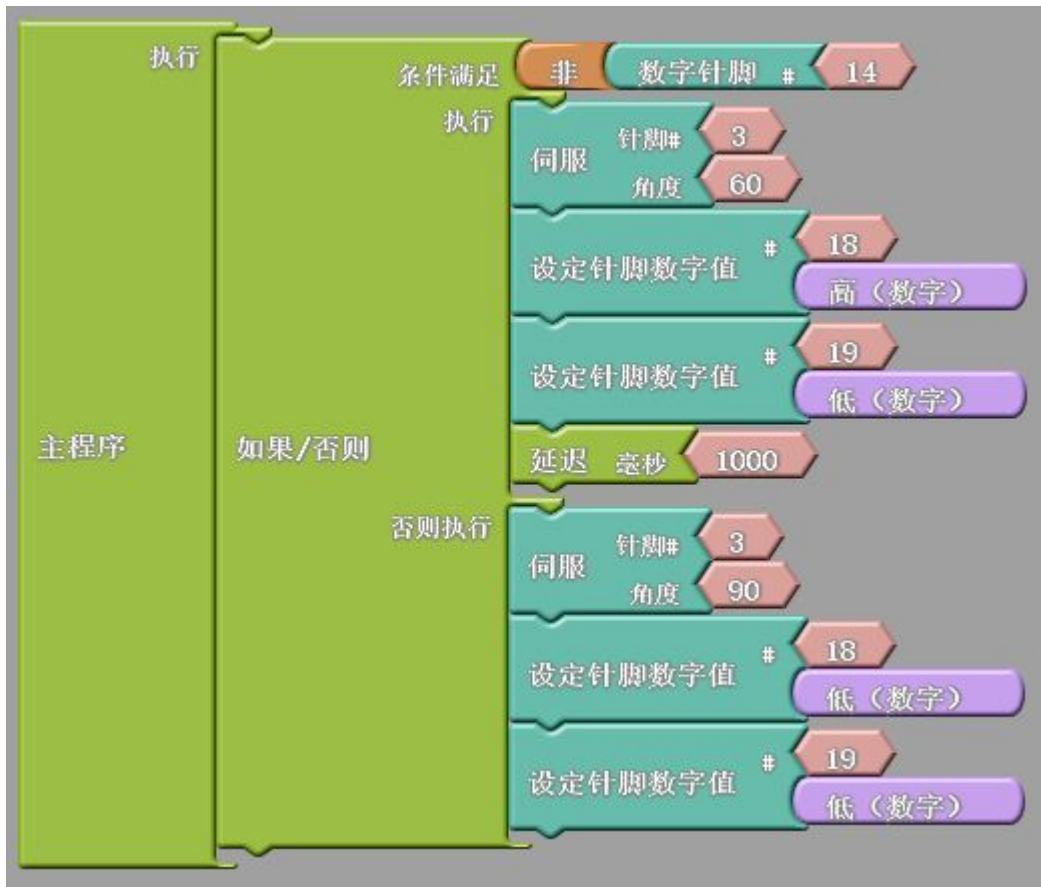 执行
条件满足 非 数字针脚 # 14
执行
伺服 针脚# 3
角度 60
设定针脚数字值 # 18
高（数字）
设定针脚数字值 # 19
低（数字）
主程序 如果/否则 延迟 毫秒 1000
否则执行
伺服 针脚# 3
角度 90
设定针脚数字值 # 18
低（数字）
设定针脚数字值 # 19
低（数字）